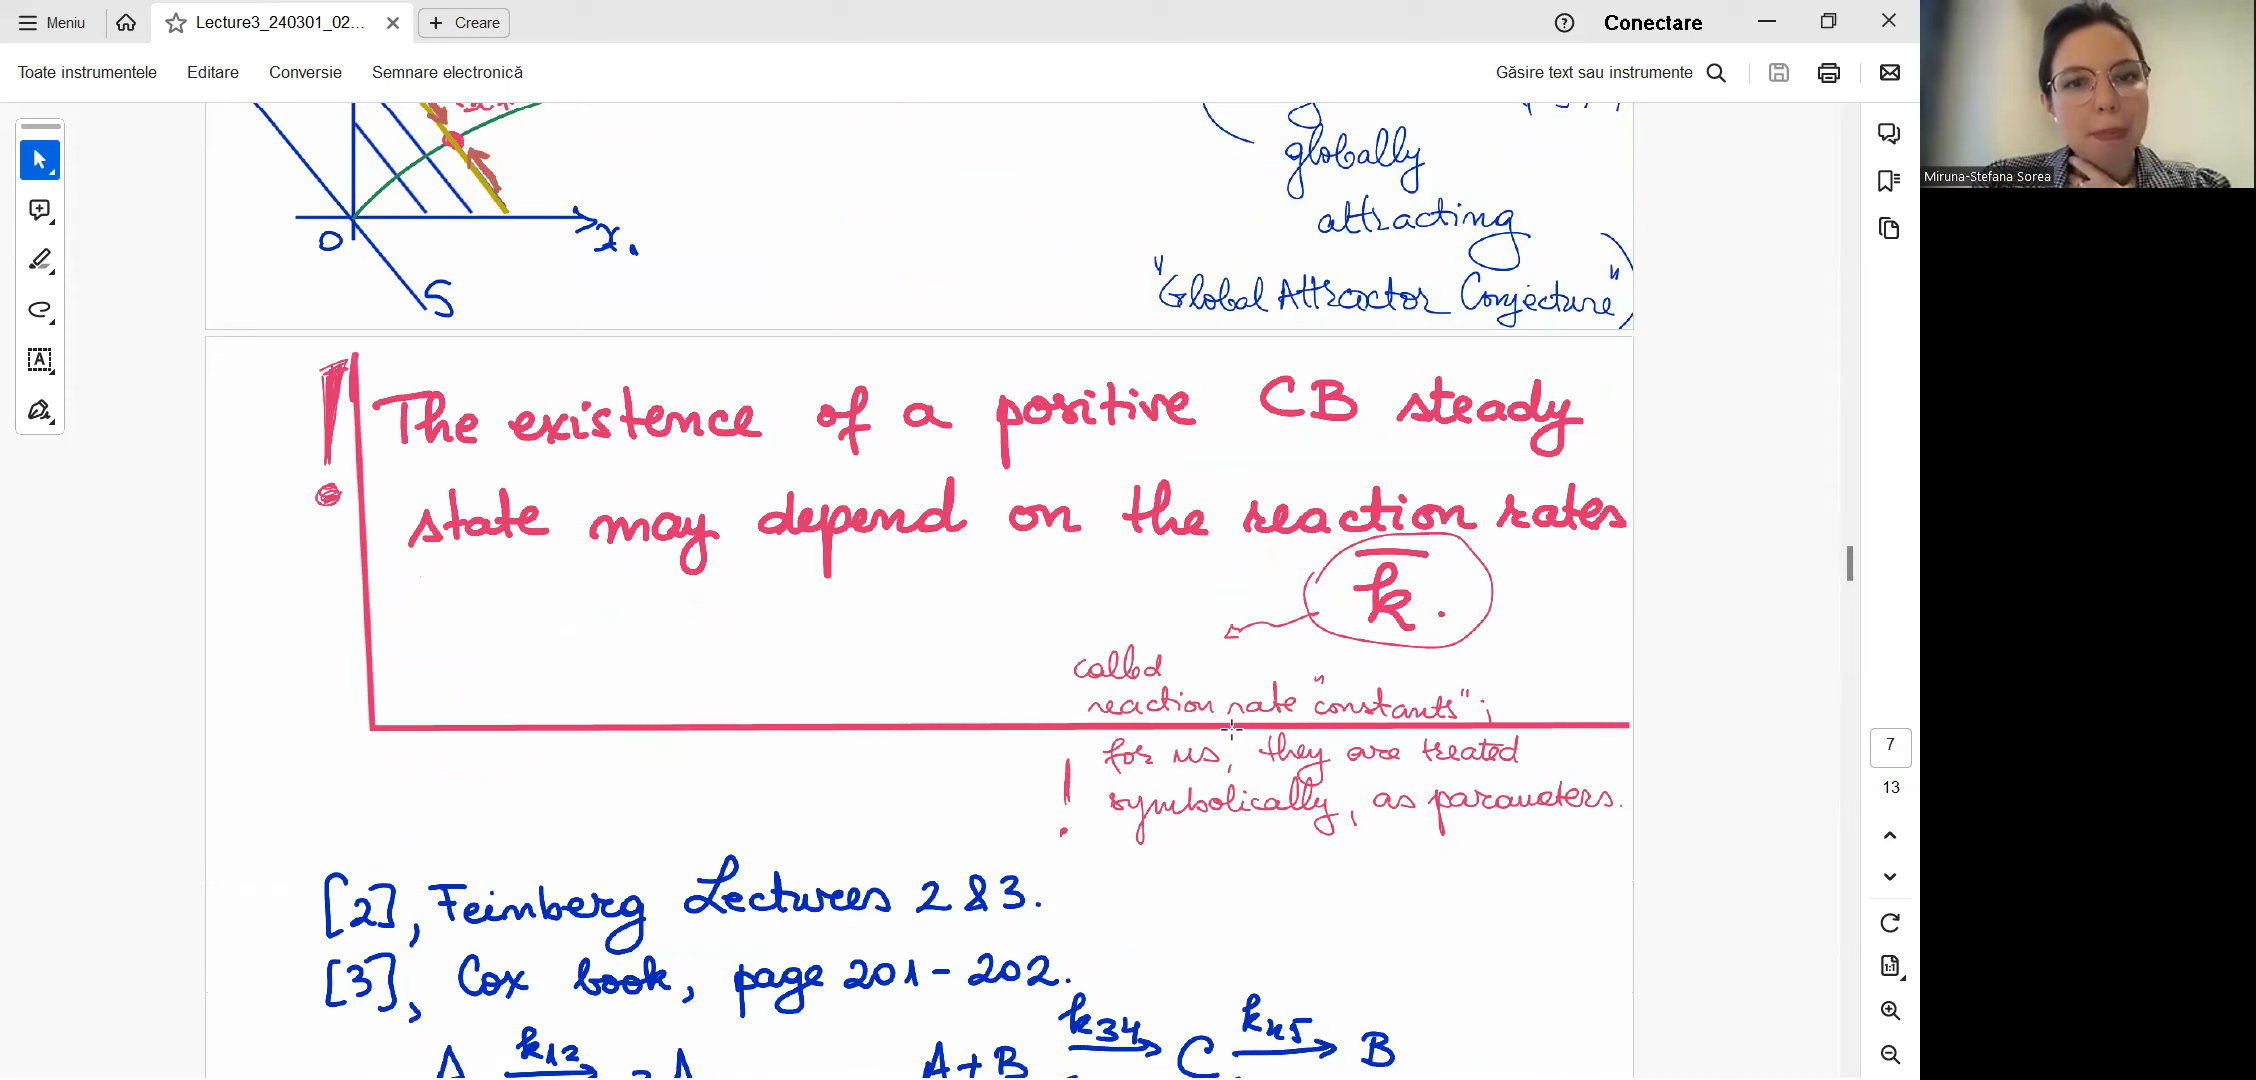 Meniu
Lecture3_240301_02...
Creare
Conectare
Toate instrumentele
Editare
Conversie
Semnare electronică
Găsire text sau instrumente
Miruna-Stefana Sorea
globally
attracting
"Global Attractor Conjecture")
O
x₁
S
! The existence of a positive CB steady
state may depend on the reaction rates
k.
called
reaction rate "constants";
for us, they are treated
! symbolically, as parameters.
7
13
[2], Feinberg Lectures 2 & 3.
[3], Cox book, page 201-202.
k12
k34
k45
A
A+B
C
B